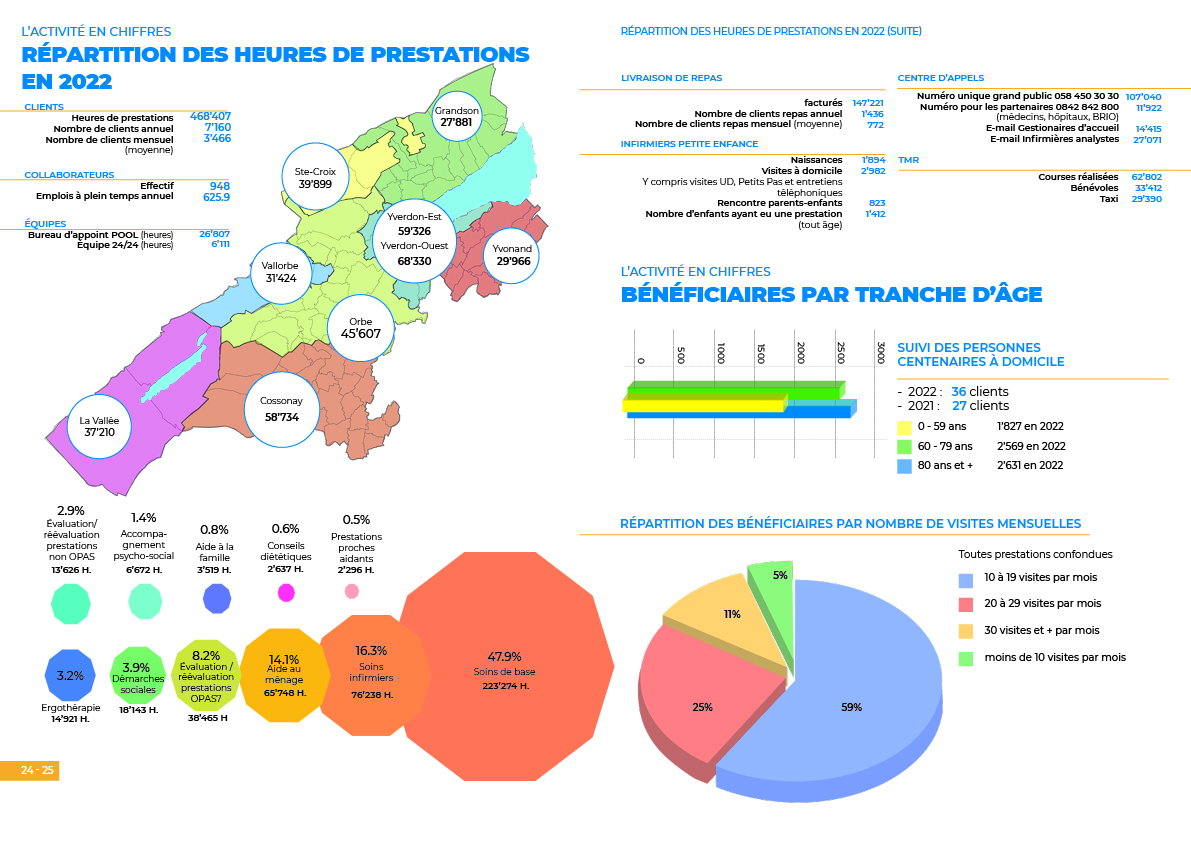 L'ACTIVITÉ EN CHIFFRES
RÉPARTITION DES HEURES DE PRESTATIONS
EN 2022
CLIENTS
Heures de prestations 468'407
Nombre de clients annuel 7'160
Nombre de clients mensuel 3'466
(moyenne)
COLLABORATEURS
Effectif 948
Emplois à plein temps annuel 625.9
ÉQUIPES
Bureau d'appoint POOL (heures) 26'807
Équipe 24/24 (heures) 6'111
Grandson
27'881
Ste-Croix
39'899
Yverdon-Est
59'326
Yverdon-Ouest
68'330
Yvonand
29'966
Vallorbe
31'424
Orbe
45'607
Cossonay
58'734
La Vallée
37'210
2.9%
Évaluation/
réévaluation
prestations
non OPAS
13'626 H.
1.4%
Accompa-
gnement
psycho-social
6'672 H.
0.8%
Aide à la
famille
3'519 H.
0.6%
Conseils
diététiques
2'637 H.
0.5%
Prestations
proches
aidants
2'296 H.
3.2%
Ergothérapie
14'921 H.
3.9%
Démarches
sociales
18'143 H.
8.2%
Évaluation /
réévaluation
prestations
OPAS7
38'465 H
14.1%
Aide au
ménage
65'748 H.
16.3%
Soins
infirmiers
76'238 H.
47.9%
Soins de base
223'274 H.
24 - 25
RÉPARTITION DES HEURES DE PRESTATIONS EN 2022 (SUITE)
LIVRAISON DE REPAS
facturés 147'221
Nombre de clients repas annuel 1'436
Nombre de clients repas mensuel (moyenne) 772
INFIRMIERS PETITE ENFANCE
Naissances 1'894
Visites à domicile 2'982
Y compris visites UD, Petits Pas et entretiens
téléphoniques
Rencontre parents-enfants 823
Nombre d'enfants ayant eu une prestation 1'412
(tout âge)
CENTRE D'APPELS
Numéro unique grand public 058 450 30 30 107'040
Numéro pour les partenaires 0842 842 800 11'922
(médecins, hôpitaux, BRIO)
E-mail Gestionaires d'accueil 14'415
E-mail Infirmières analystes 27'071
TMR
Courses réalisées 62'802
Bénévoles 33'412
Taxi 29'390
L'ACTIVITÉ EN CHIFFRES
BÉNÉFICIAIRES PAR TRANCHE D'ÂGE
0 500 1000 1500 2000 2500 3000
SUIVI DES PERSONNES
CENTENAIRES À DOMICILE
- 2022 : 36 clients
- 2021 : 27 clients
0 - 59 ans 1'827 en 2022
60 - 79 ans 2'569 en 2022
80 ans et + 2'631 en 2022
RÉPARTITION DES BÉNÉFICIAIRES PAR NOMBRE DE VISITES MENSUELLES
Toutes prestations confondues
10 à 19 visites par mois
20 à 29 visites par mois
30 visites et + par mois
moins de 10 visites par mois
5%
11%
25%
59%